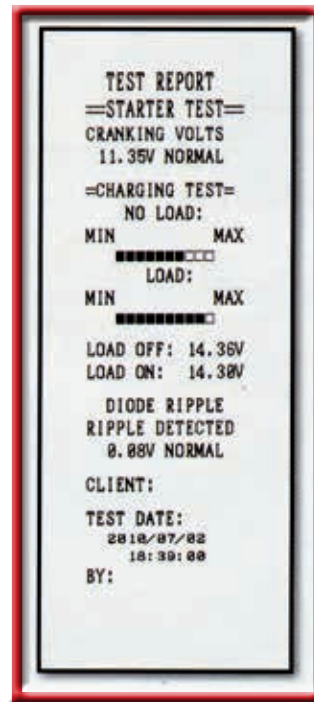 TEST REPORT
==STARTER TEST==
CRANKING VOLTS
11.35V NORMAL
=CHARGING TEST=
NO LOAD:
MIN MAX
LOAD:
MIN MAX
LOAD OFF: 14.36V
LOAD ON: 14.30V
DIODE RIPPLE
RIPPLE DETECTED
0.08V NORMAL
CLIENT:
TEST DATE:
2010/07/02
18:39:00
BY: